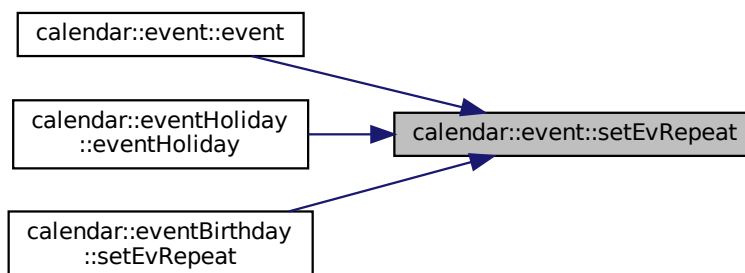 calendar::event::event
calendar::eventHoliday
::eventHoliday
calendar::event::setEvRepeat
calendar::eventBirthday
::setEvRepeat